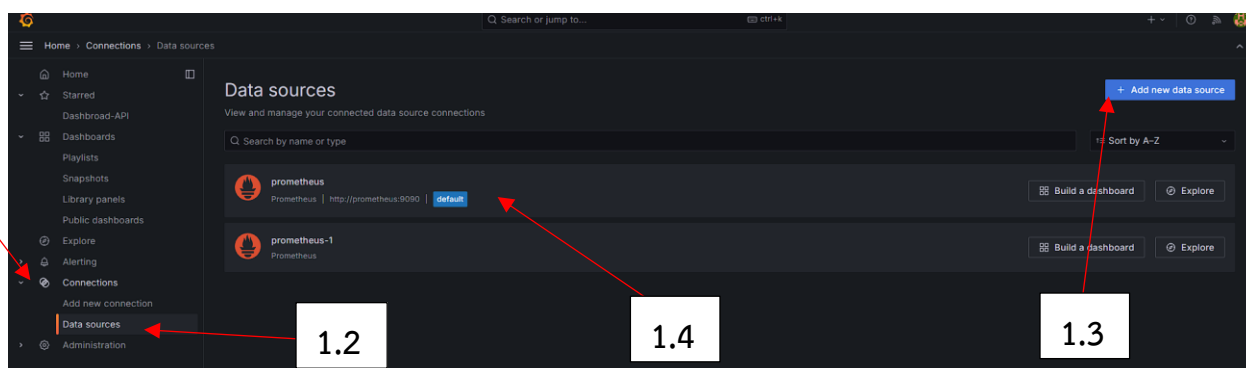 Search or jump to... ctrl+k
Home › Connections › Data sources
Home
Starred
Dashbroad-API
Dashboards
Playlists
Snapshots
Library panels
Public dashboards
Explore
Alerting
Connections
Add new connection
Data sources
Administration
Data sources
View and manage your connected data source connections
+ Add new data source
Search by name or type
Sort by A–Z
prometheus
Prometheus | http://prometheus:9090 | default
Build a dashboard
Explore
prometheus-1
Prometheus
Build a dashboard
Explore
1.2
1.4
1.3